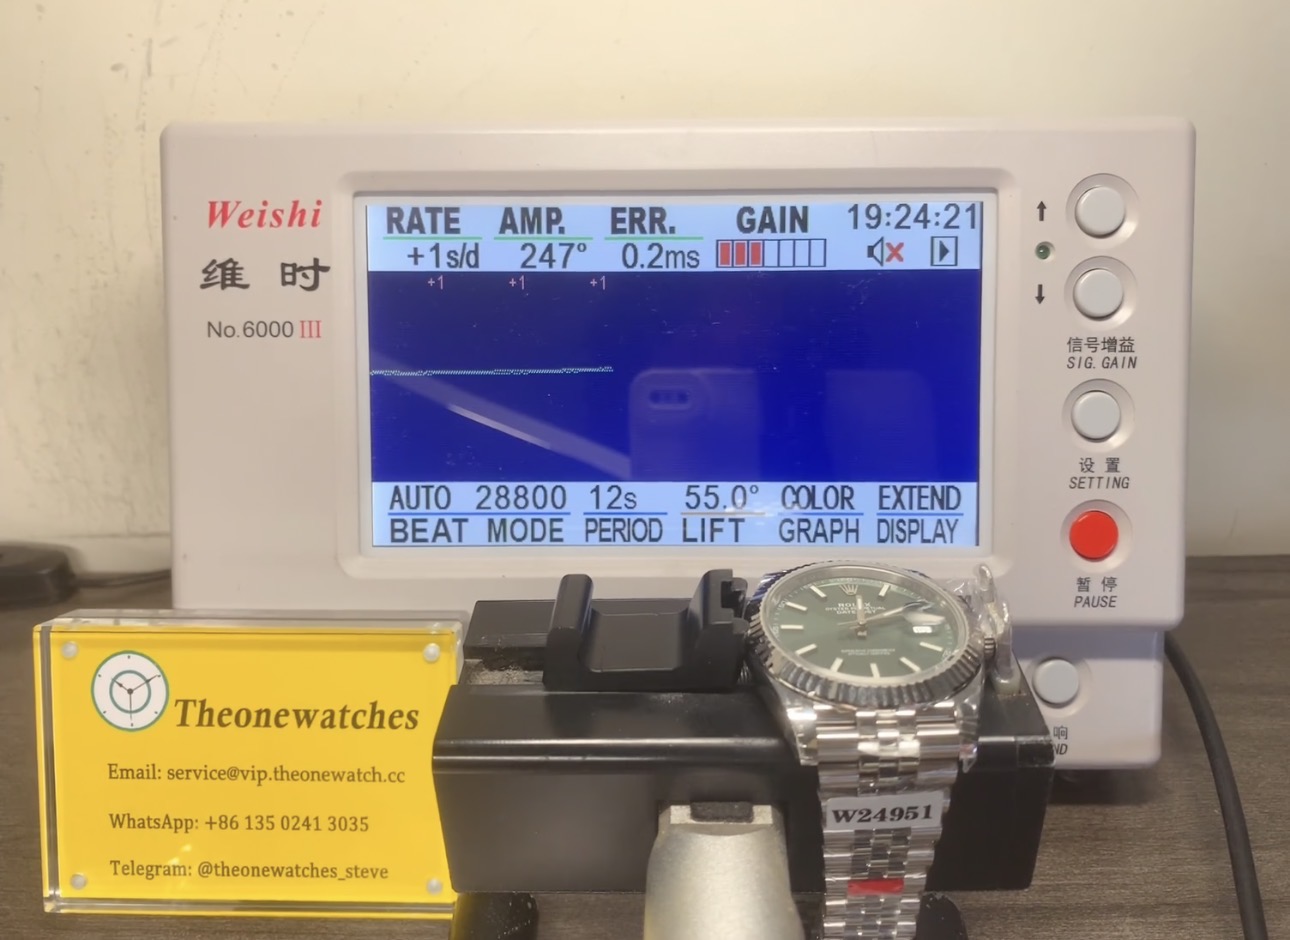 Weishi
维 时
No.6000 III
RATE AMP. ERR. GAIN 19:24:21
+1s/d 247° 0.2ms
+1 +1 +1
AUTO 28800 12s 55.0° COLOR EXTEND
BEAT MODE PERIOD LIFT GRAPH DISPLAY
信号增益
SIG. GAIN
设 置
SETTING
暂 停
PAUSE
响
ND
Theonewatches
Email: service@vip.theonewatch.cc
WhatsApp: +86 135 0241 3035
Telegram: @theonewatches_steve
ROLEX
W24951